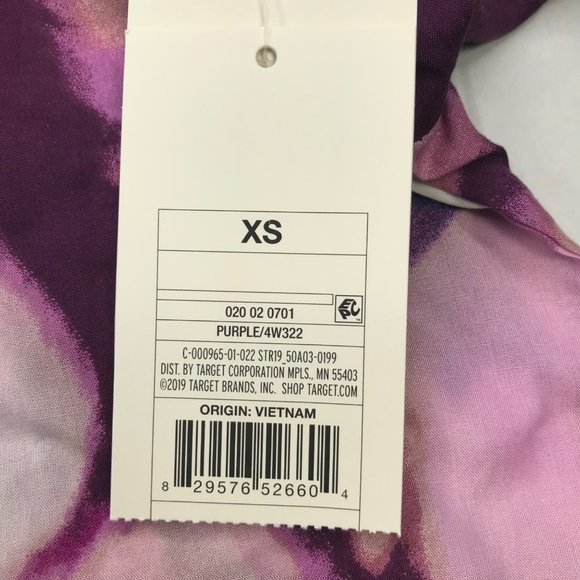 XS
EPC
020 02 0701
PURPLE/4W322
C-000965-01-022 STR19_50A03-0199
DIST. BY TARGET CORPORATION MPLS., MN 55403
©2019 TARGET BRANDS, INC. SHOP TARGET.COM
ORIGIN: VIETNAM
8 29576 52660 4